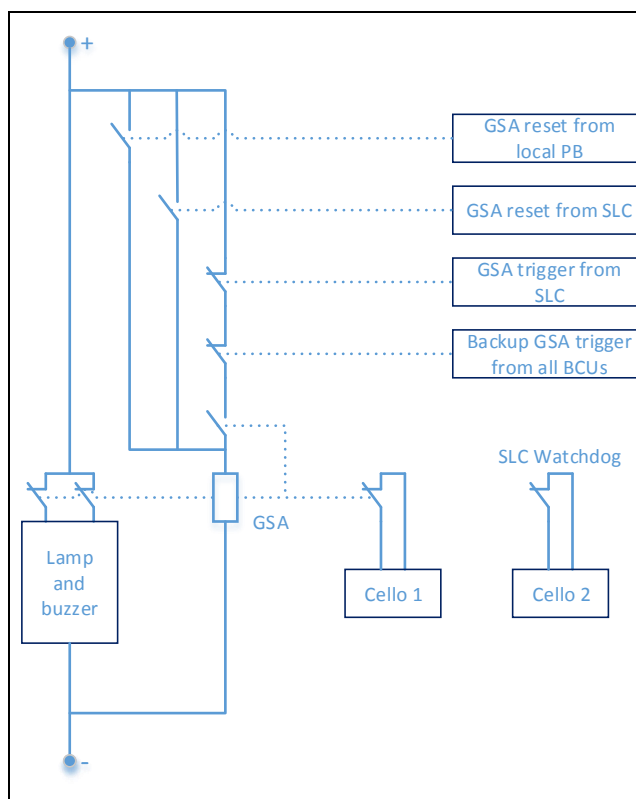 +
GSA reset from
local PB
GSA reset from SLC
GSA trigger from
SLC
Backup GSA trigger
from all BCUs
SLC Watchdog
GSA
Lamp
and
buzzer
Cello 1
Cello 2
-